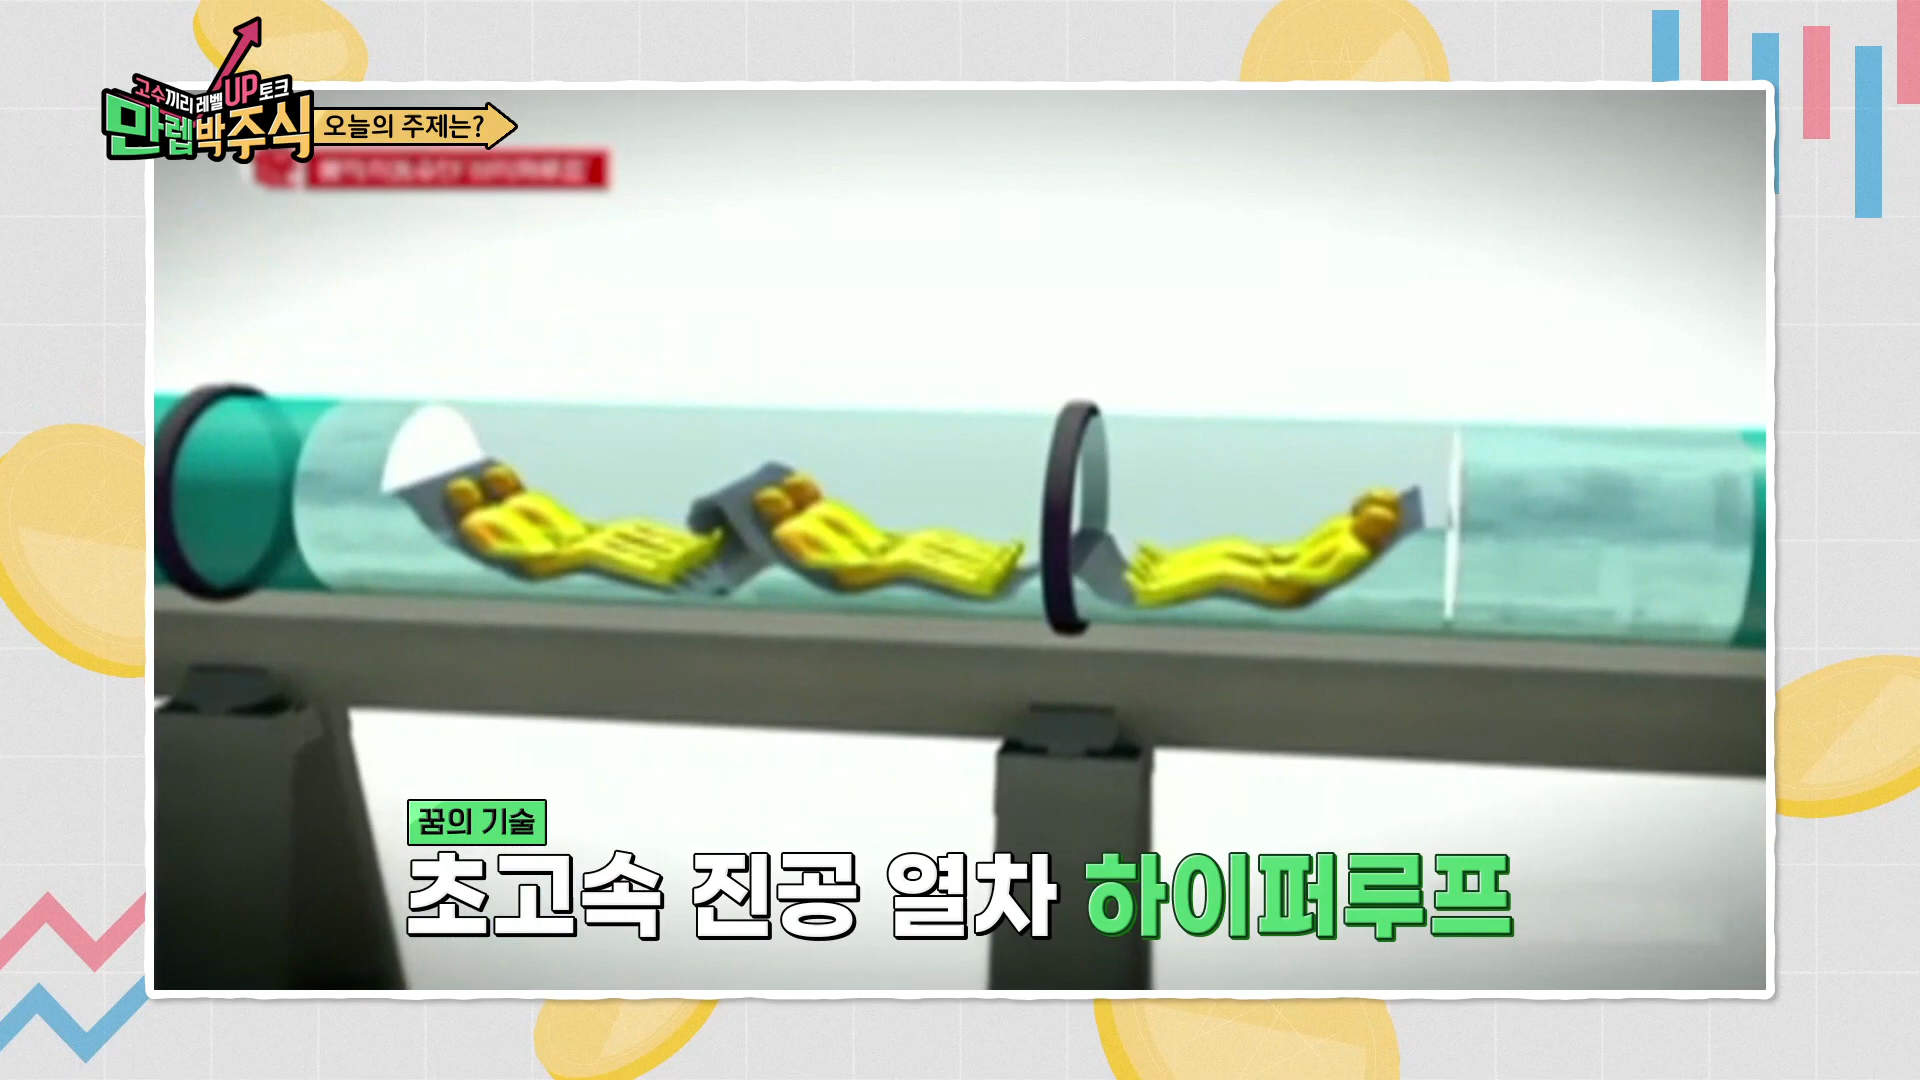 고수끼리 레벨 UP 토크
만렙박주식
오늘의 주제는?
꿈의 기술
초고속 진공 열차 하이퍼루프